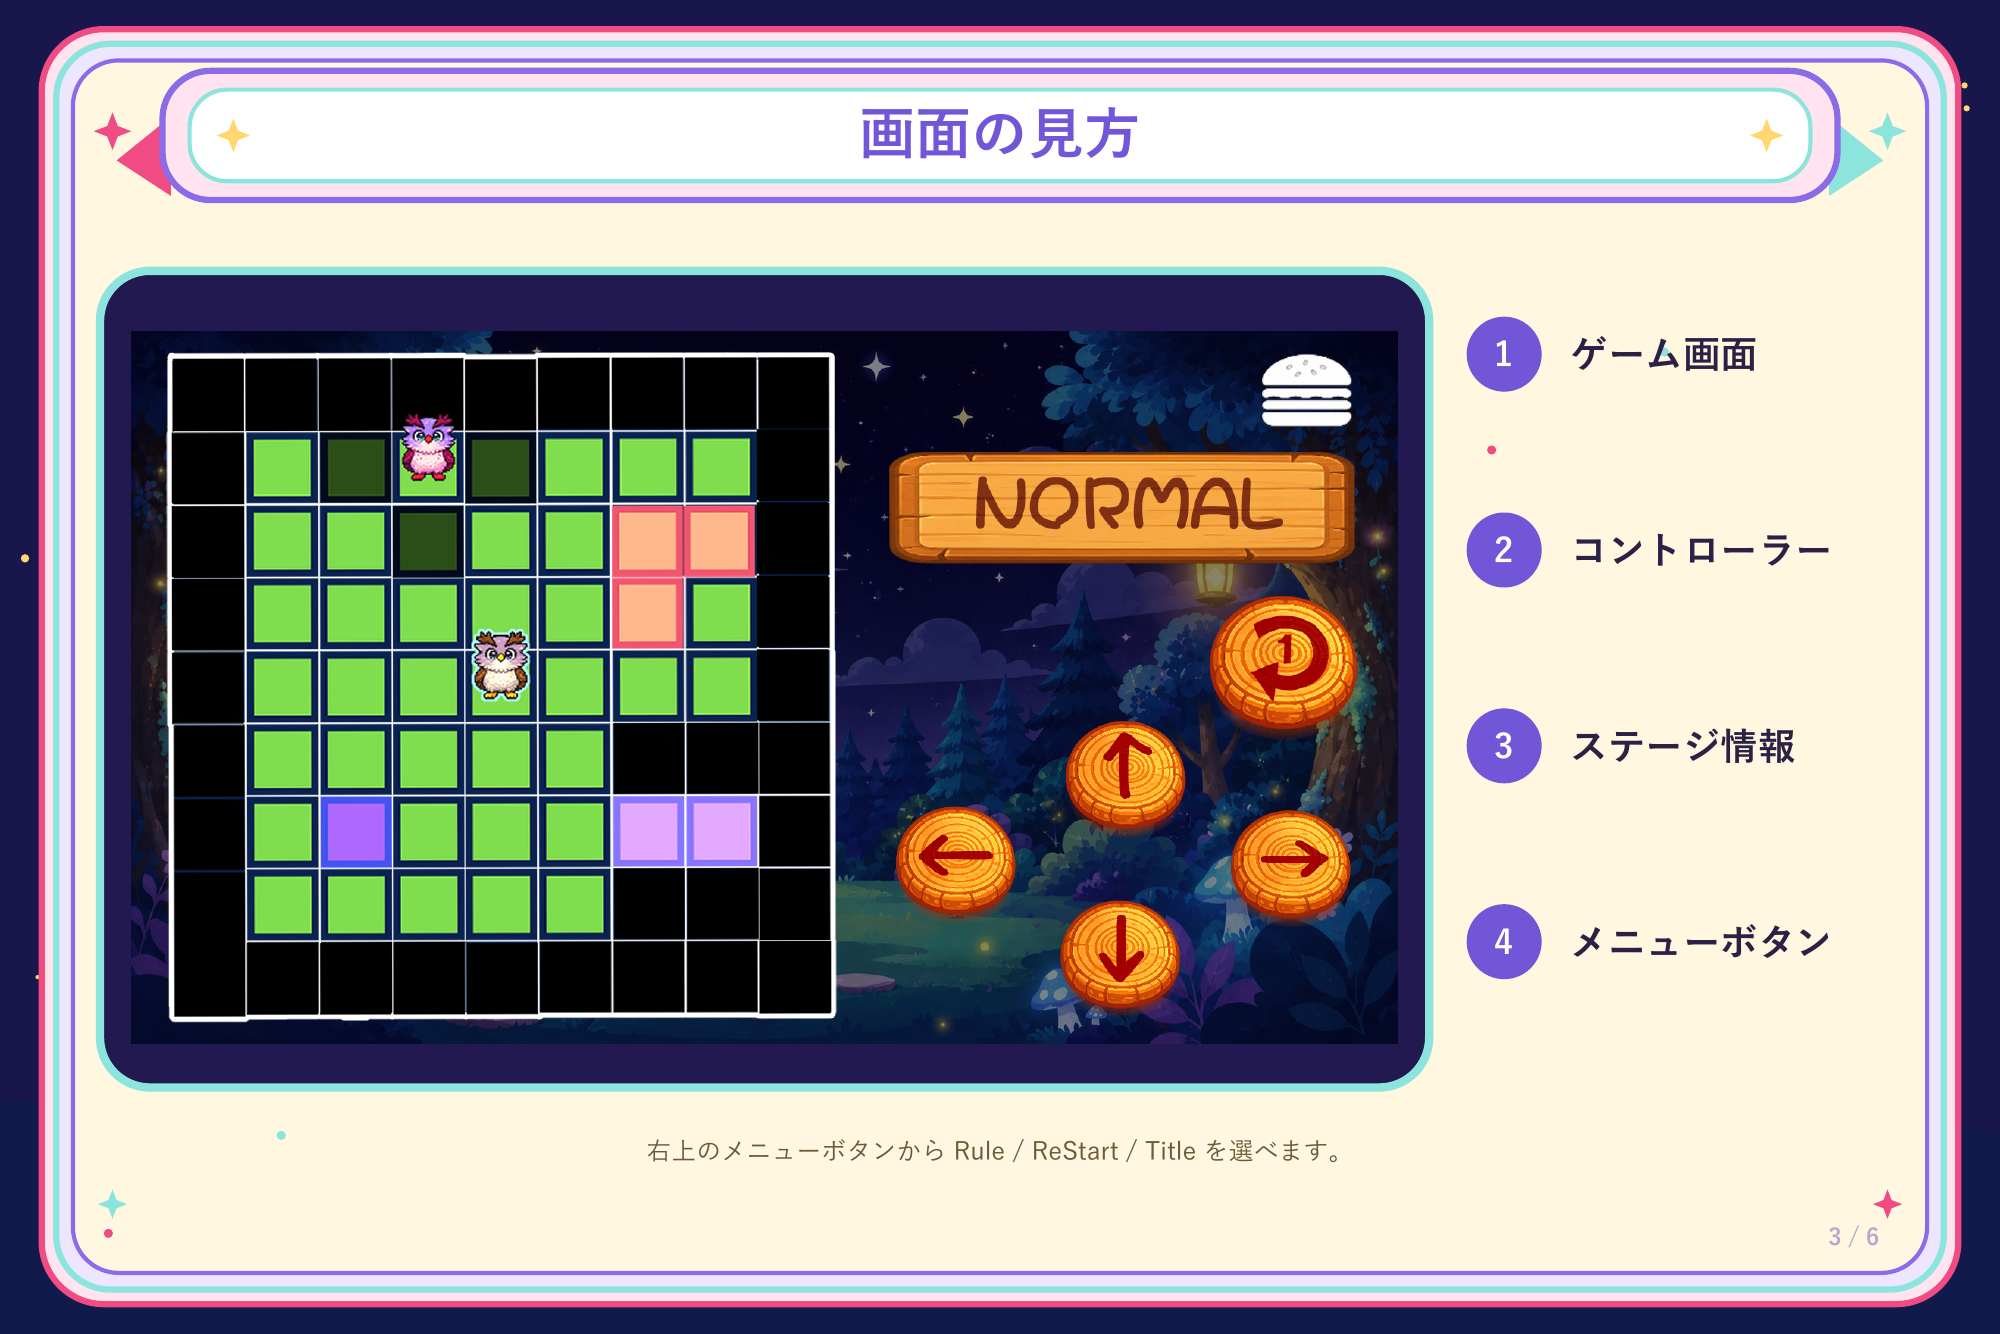 画面の見方
NORMAL
1
1 ゲーム画面
2 コントローラー
3 ステージ情報
4 メニューボタン
右上のメニューボタンから Rule / ReStart / Title を選べます。
3 / 6